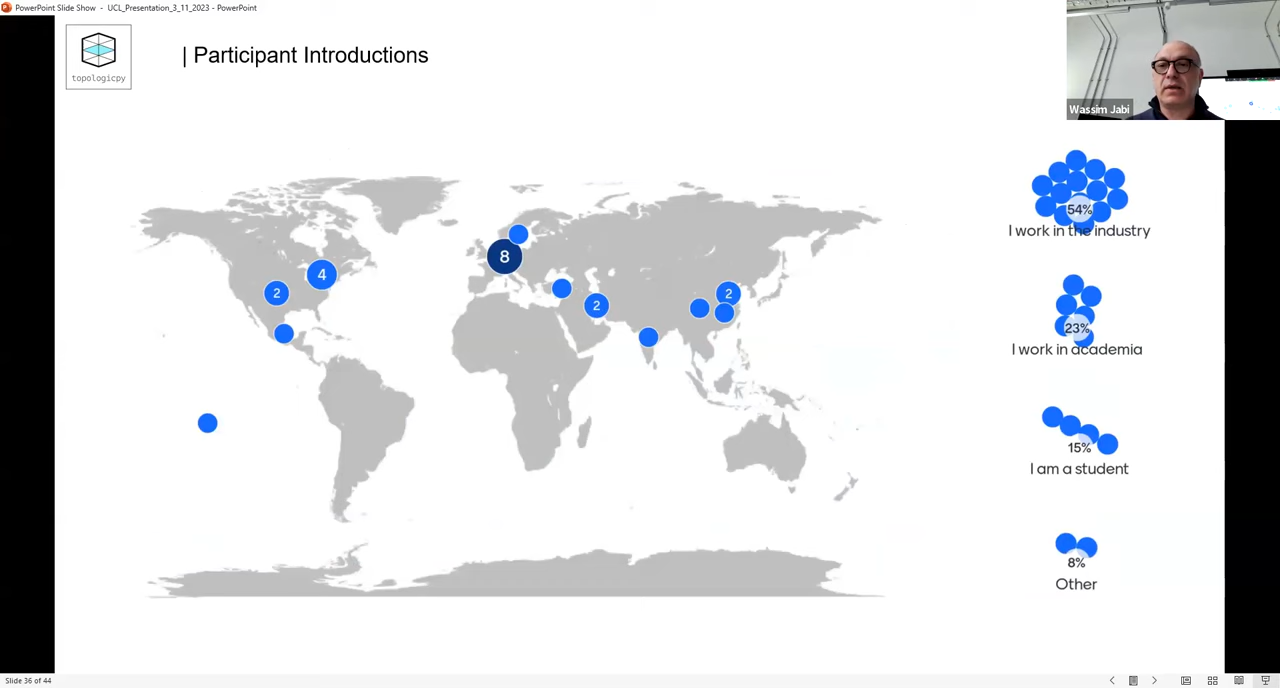 PowerPoint Slide Show - UCL_Presentation_3_11_2023 - PowerPoint
topologicpy
| Participant Introductions
Wassim Jabi
8
4
2
2
2
54%
I work in the industry
23%
I work in academia
15%
I am a student
8%
Other
Slide 36 of 44